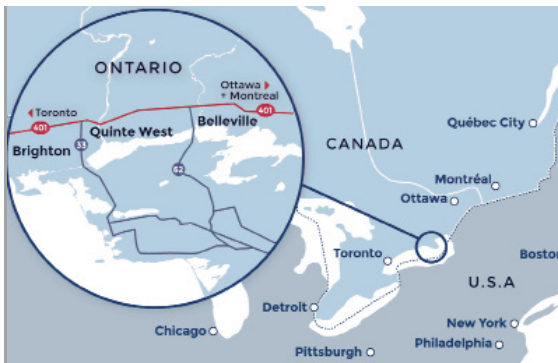 ONTARIO
Ottawa
+ Montreal
Toronto
401
401
Quinte West
Belleville
Brighton
33
62
CANADA
Québec City
Montréal
Ottawa
Toronto
Boston
U.S.A
Detroit
Chicago
New York
Pittsburgh
Philadelphia